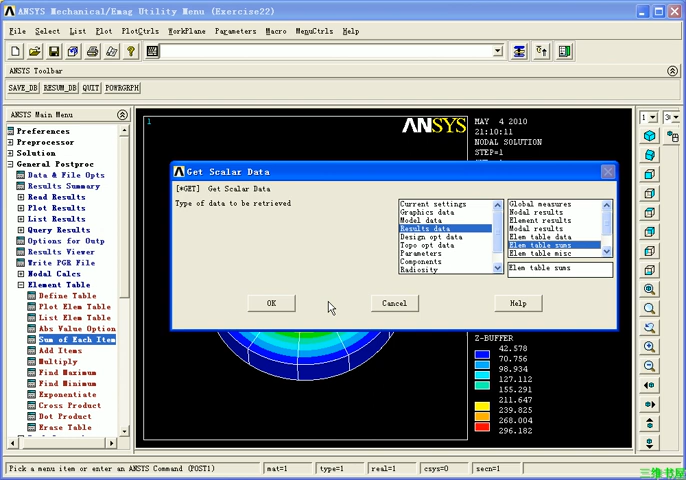 ANSYS Mechanical/Emag Utility Menu (Exercise22)
File Select List Plot PlotCtrls WorkPlane Parameters Macro MenuCtrls Help
ANSYS Toolbar
SAVE_DB RESUM_DB QUIT POWRGRPH
ANSYS Main Menu
Preferences
Preprocessor
Solution
General Postproc
Data & File Opts
Results Summary
Read Results
Plot Results
List Results
Query Results
Options for Outp
Results Viewer
Write PGR File
Nodal Calcs
Element Table
Define Table
Plot Elem Table
List Elem Table
Abs Value Option
Sum of Each Item
Add Items
Multiply
Find Maximum
Find Minimum
Exponentiate
Cross Product
Dot Product
Erase Table
1
ANSYS
MAY 4 2010
21:10:11
NODAL SOLUTION
STEP=1
Get Scalar Data
[*GET] Get Scalar Data
Type of data to be retrieved
Current settings
Graphics data
Model data
Results data
Design opt data
Topo opt data
Parameters
Components
Radiosity
Global measures
Nodal results
Element results
Modal results
Elem table data
Elem table sums
Elem table misc
Elem table sums
OK
Cancel
Help
Z-BUFFER
42.578
70.756
98.934
127.112
155.291
211.647
239.825
268.004
296.182
1
Pick a menu item or enter an ANSYS Command (POST1)
mat=1
type=1
real=1
csys=0
secn=1
三维书屋